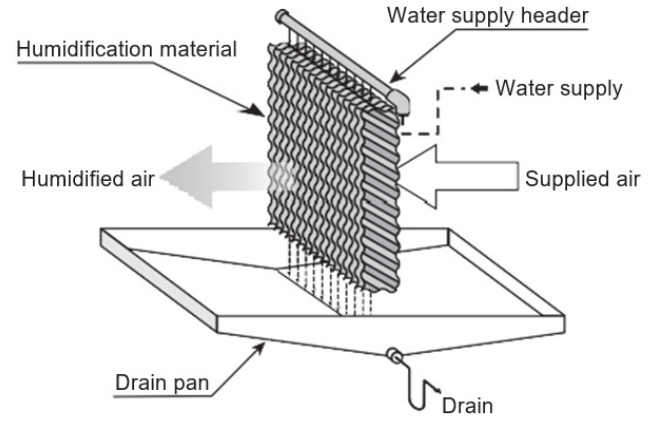 Water supply header
Humidification material
Water supply
Humidified air
Supplied air
Drain pan
Drain